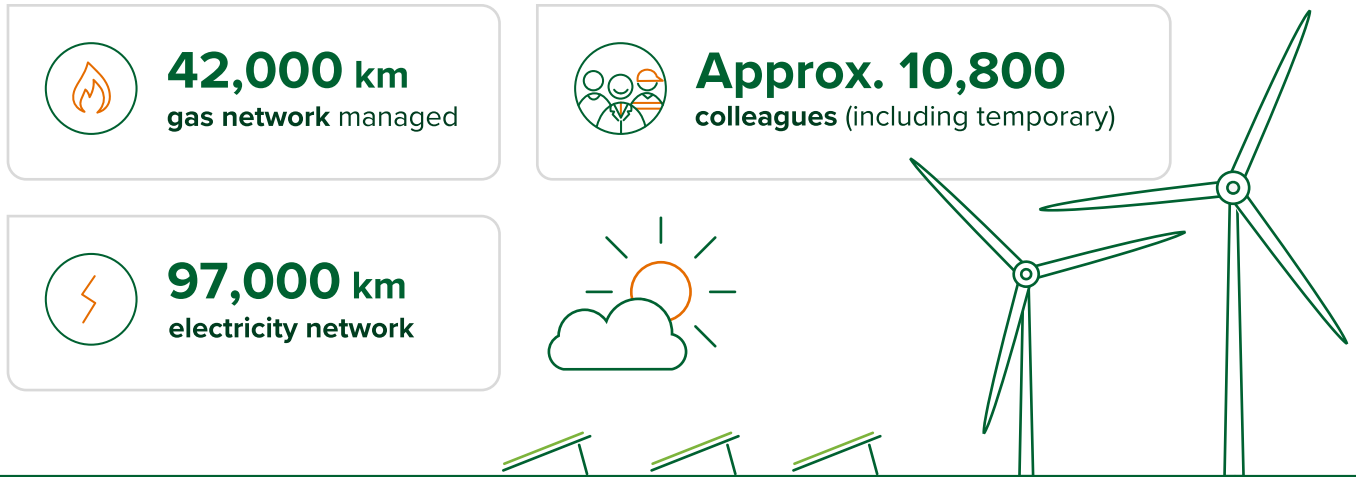 42,000 km
gas network managed
Approx. 10,800
colleagues (including temporary)
97,000 km
electricity network